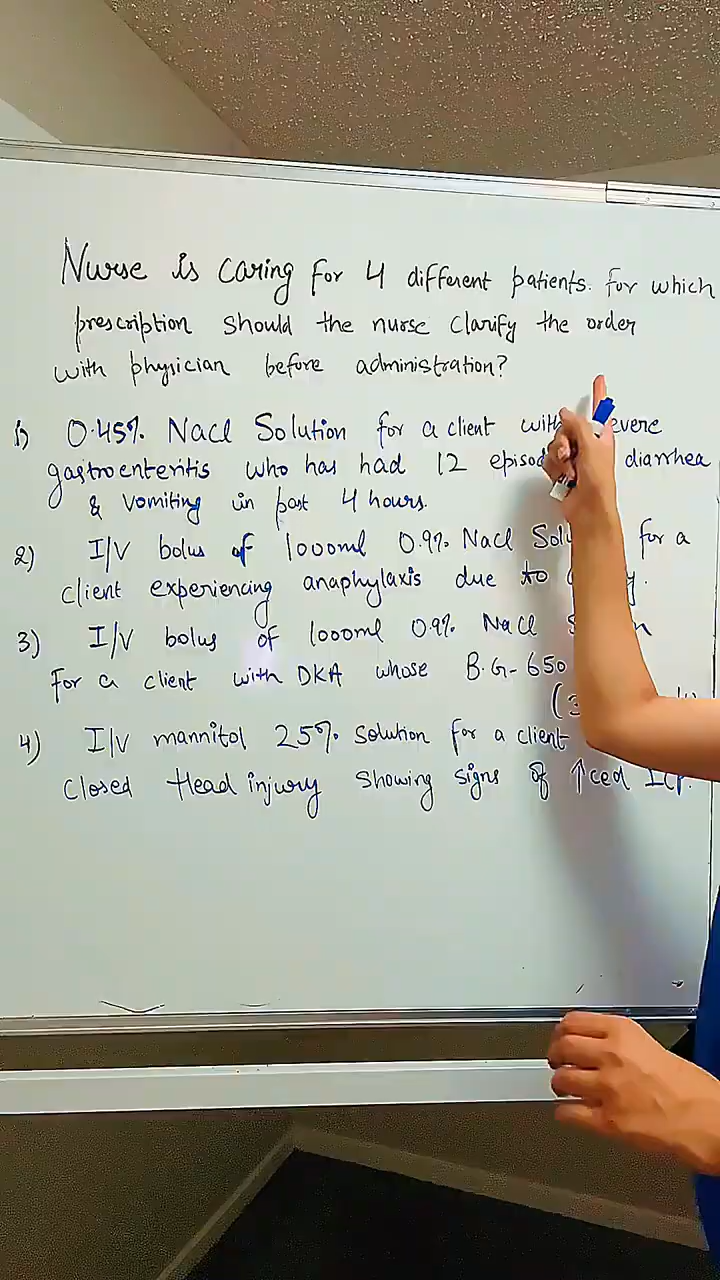 Nurse is caring for 4 different patients. For which
prescription should the nurse clarify the order
with physician before administration?
1) 0.45% NaCl Solution for a client with evere
gastroenteritis who has had 12 episod diarrhea
& vomiting in past 4 hours.
2) I/V bolus of 1000ml 0.9% NaCl Sol for a
client experiencing anaphylaxis due to
3) I/V bolus of 1000ml 0.9% NaCl
For a client with DKA whose B.G- 650
4) I/V mannitol 25% solution for a client
closed Head injury showing signs of ↑ced ICP.